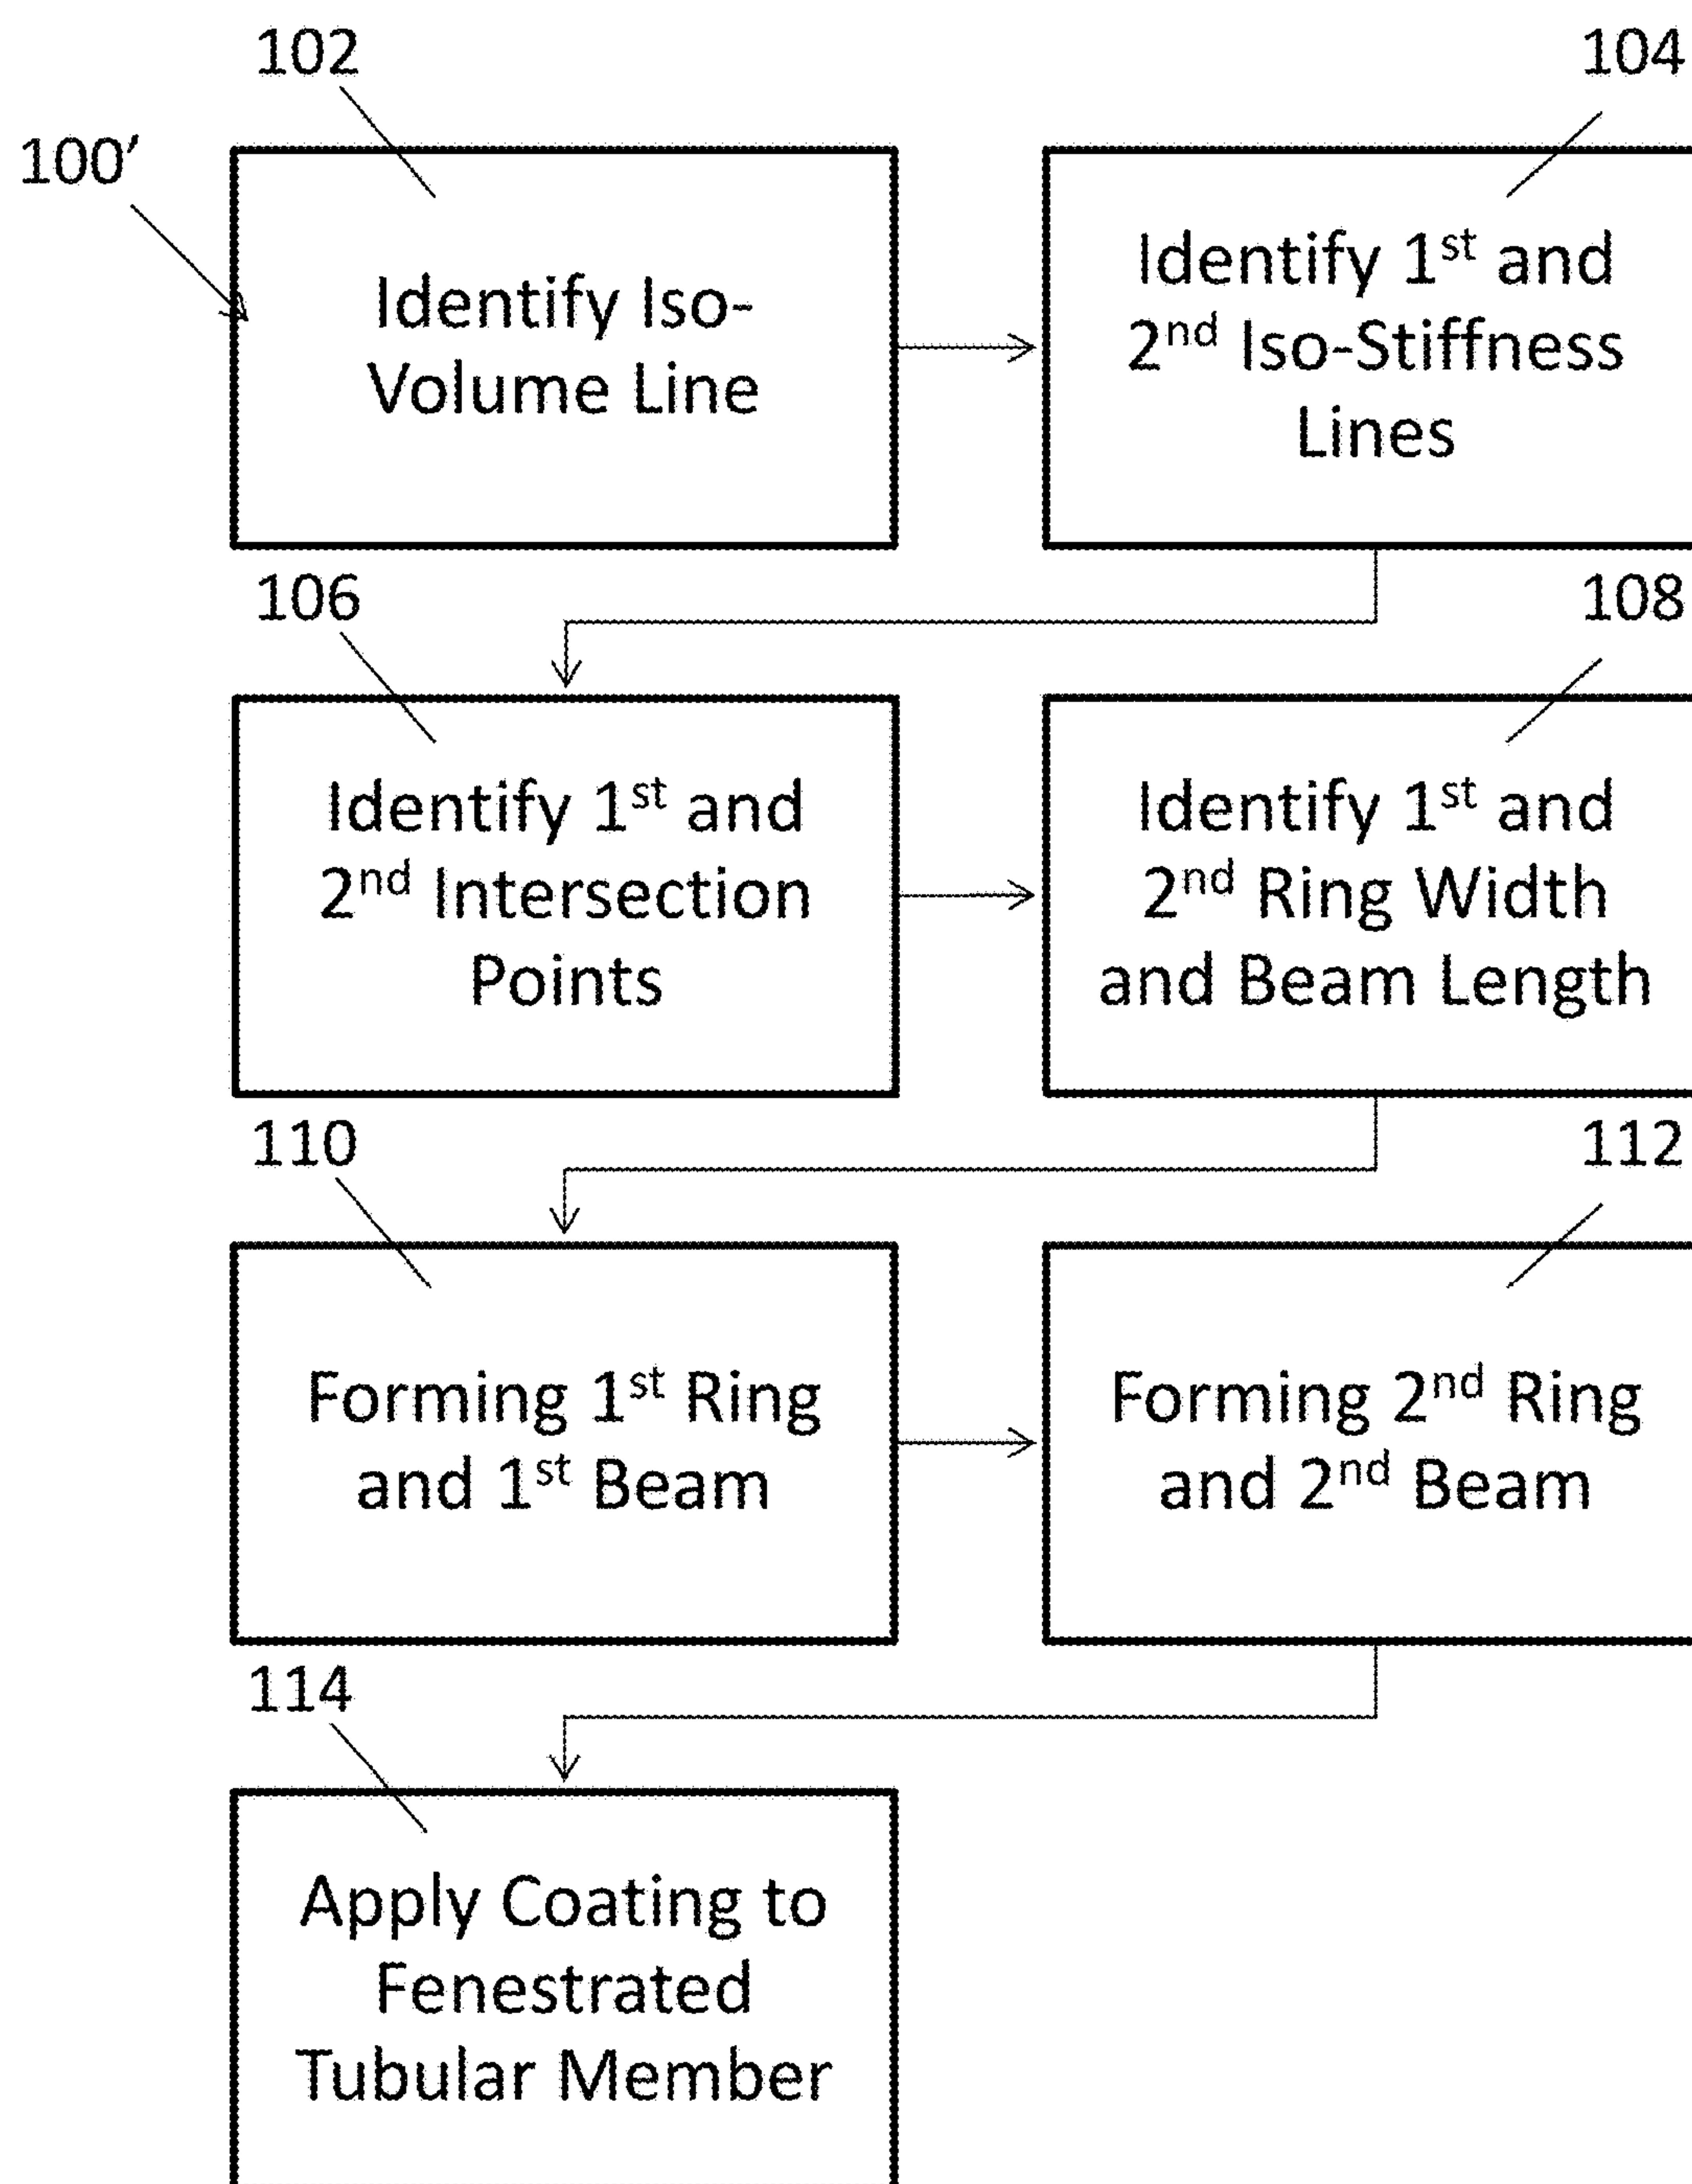 102
104
100’
Identify Iso-
Volume Line
Identify 1st and
2nd Iso-Stiffness
Lines
106
108
Identify 1st and
2nd Intersection
Points
Identify 1st and
2nd Ring Width
and Beam Length
110
112
Forming 1st Ring
and 1st Beam
Forming 2nd Ring
and 2nd Beam
114
Apply Coating to
Fenestrated
Tubular Member